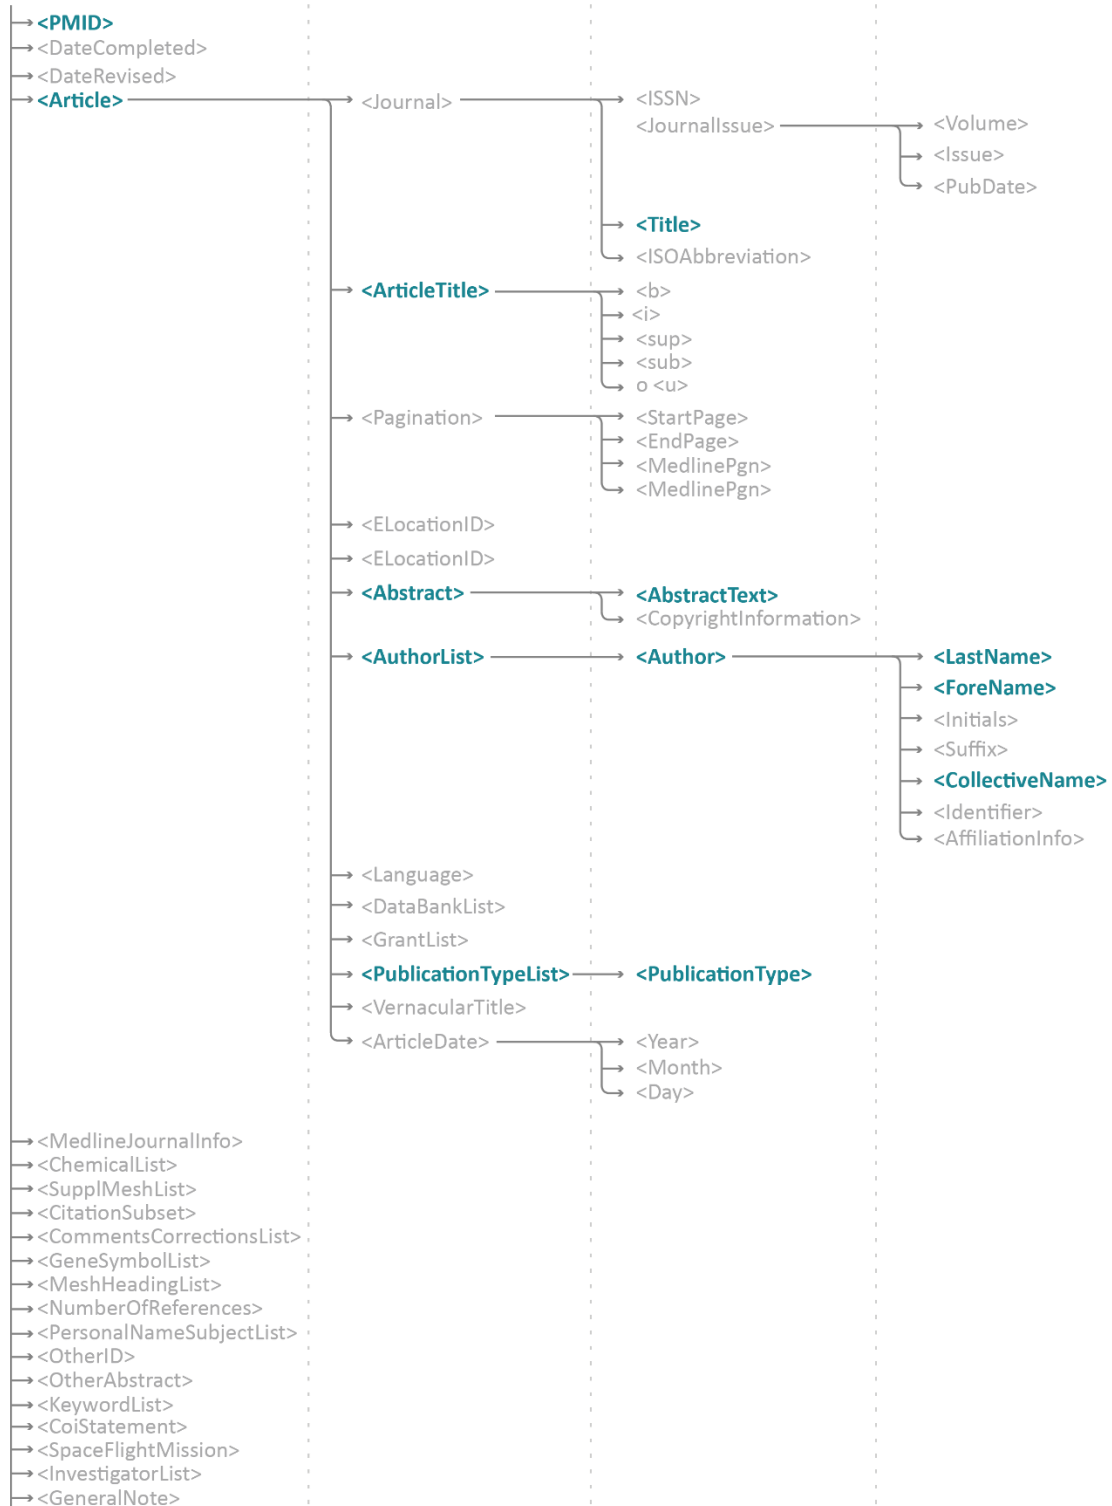 <PMID>
<DateCompleted>
<DateRevised>
<Article>
<Journal>
<ISSN>
<JournalIssue>
<Volume>
<Issue>
<PubDate>
<Title>
<ISOAbbreviation>
<ArticleTitle>
<b>
<i>
<sup>
<sub>
o <u>
<Pagination>
<StartPage>
<EndPage>
<MedlinePgn>
<MedlinePgn>
<ELocationID>
<ELocationID>
<Abstract>
<AbstractText>
<CopyrightInformation>
<AuthorList>
<Author>
<LastName>
<ForeName>
<Initials>
<Suffix>
<CollectiveName>
<Identifier>
<AffiliationInfo>
<Language>
<DataBankList>
<GrantList>
<PublicationTypeList>
<PublicationType>
<VernacularTitle>
<ArticleDate>
<Year>
<Month>
<Day>
<MedlineJournalInfo>
<ChemicalList>
<SupplMeshList>
<CitationSubset>
<CommentsCorrectionsList>
<GeneSymbolList>
<MeshHeadingList>
<NumberOfReferences>
<PersonalNameSubjectList>
<OtherID>
<OtherAbstract>
<KeywordList>
<CoiStatement>
<SpaceFlightMission>
<InvestigatorList>
<GeneralNote>